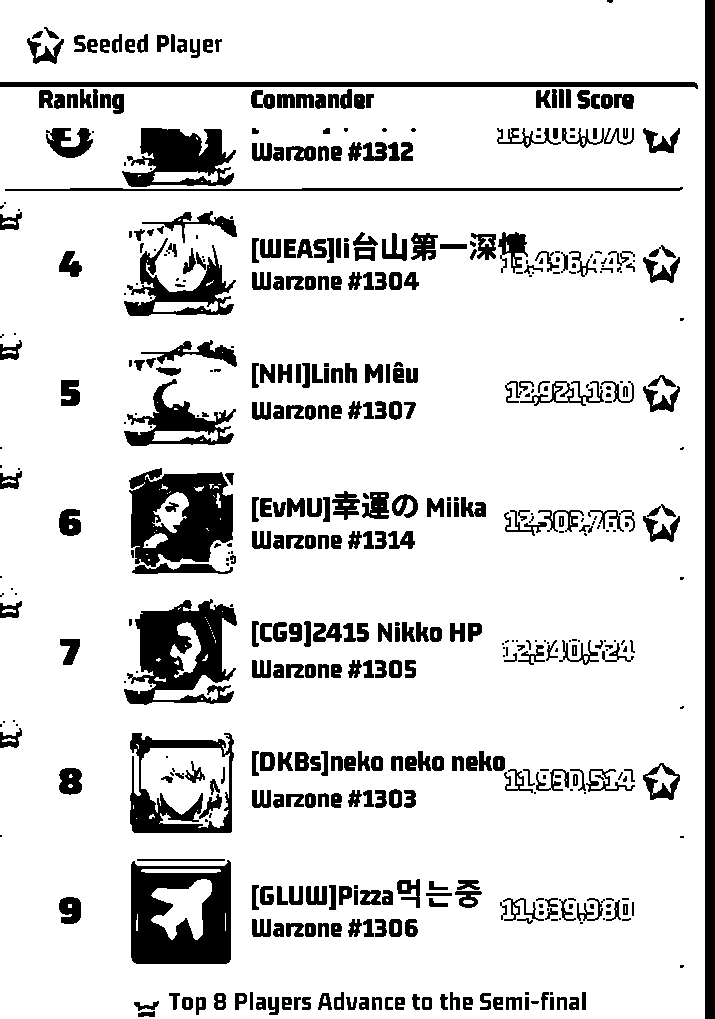 Seeded Player
Ranking Commander Kill Score
3 13,808,070
Warzone #1312
4 [WEAS]li台山第一深情 13,496,442
Warzone #1304
5 [NHI]Linh MIêu 12,921,180
Warzone #1307
6 [EvMU]幸運の Miika 12,503,766
Warzone #1314
7 [CG9]2415 Nikko HP 12,340,524
Warzone #1305
8 [DKBs]neko neko neko 11,930,514
Warzone #1303
9 [GLUW]Pizza먹는중 11,839,980
Warzone #1306
Top 8 Players Advance to the Semi-final